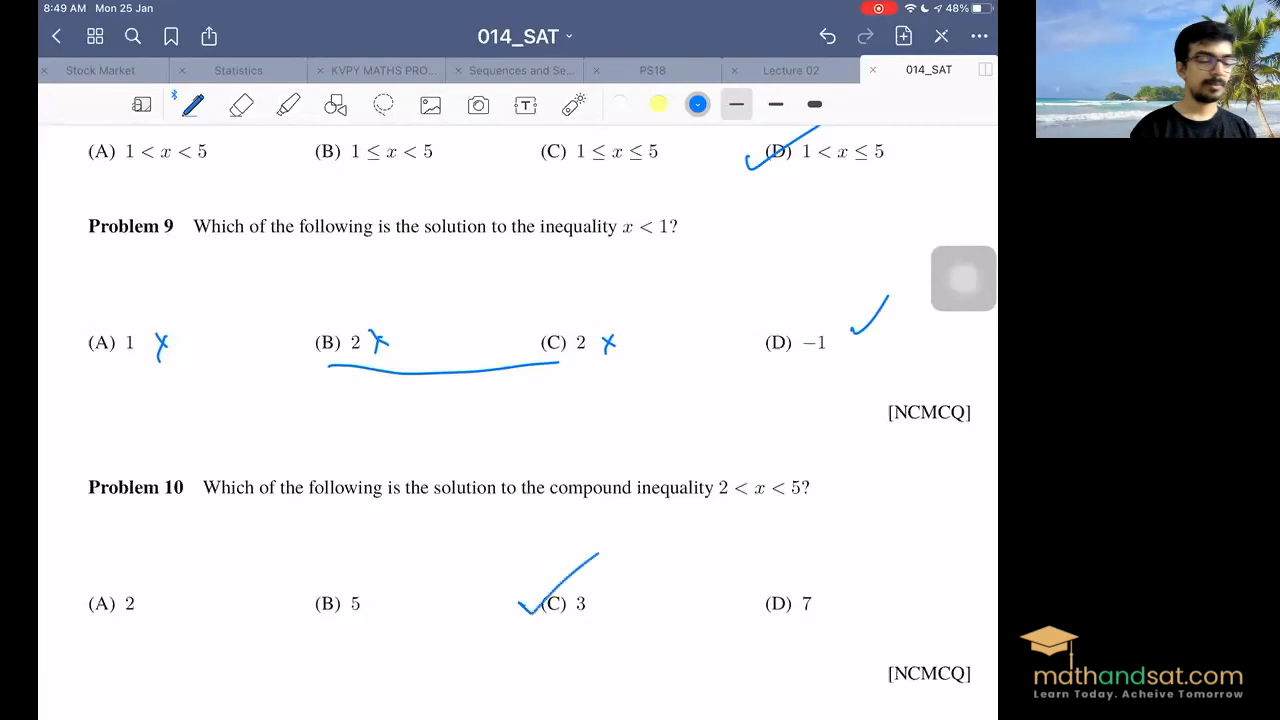 8:49 AM Mon 25 Jan 48%
014_SAT
Stock Market Statistics KVPY MATHS PRO... Sequences and Se... PS18 Lecture 02 014_SAT
(A) 1 < x < 5 (B) 1 ≤ x < 5 (C) 1 ≤ x ≤ 5 (D) 1 < x ≤ 5
Problem 9 Which of the following is the solution to the inequality x < 1?
(A) 1 (B) 2 (C) 2 (D) −1
[NCMCQ]
Problem 10 Which of the following is the solution to the compound inequality 2 < x < 5?
(A) 2 (B) 5 (C) 3 (D) 7
[NCMCQ]
mathandsat.com
Learn Today. Acheive Tomorrow